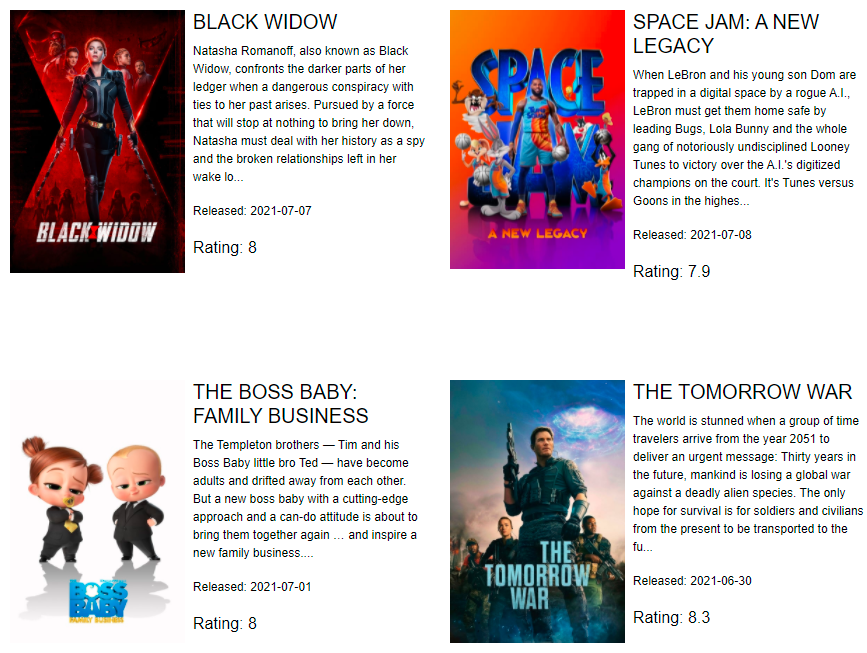 BLACK WIDOW
Natasha Romanoff, also known as Black
Widow, confronts the darker parts of her
ledger when a dangerous conspiracy with
ties to her past arises. Pursued by a force
that will stop at nothing to bring her down,
Natasha must deal with her history as a spy
and the broken relationships left in her
wake lo...
Released: 2021-07-07
Rating: 8
BLACK WIDOW
SPACE JAM: A NEW
LEGACY
When LeBron and his young son Dom are
trapped in a digital space by a rogue A.I.,
LeBron must get them home safe by
leading Bugs, Lola Bunny and the whole
gang of notoriously undisciplined Looney
Tunes to victory over the A.I.'s digitized
champions on the court. It's Tunes versus
Goons in the highes...
Released: 2021-07-08
Rating: 7.9
SPACE
JAM
A NEW LEGACY
THE BOSS BABY:
FAMILY BUSINESS
The Templeton brothers — Tim and his
Boss Baby little bro Ted — have become
adults and drifted away from each other.
But a new boss baby with a cutting-edge
approach and a can-do attitude is about to
bring them together again … and inspire a
new family business....
Released: 2021-07-01
Rating: 8
BOSS
BABY
FAMILY BUSINESS
THE TOMORROW WAR
The world is stunned when a group of time
travelers arrive from the year 2051 to
deliver an urgent message: Thirty years in
the future, mankind is losing a global war
against a deadly alien species. The only
hope for survival is for soldiers and civilians
from the present to be transported to the
fu...
Released: 2021-06-30
Rating: 8.3
THE
TOMORROW
WAR